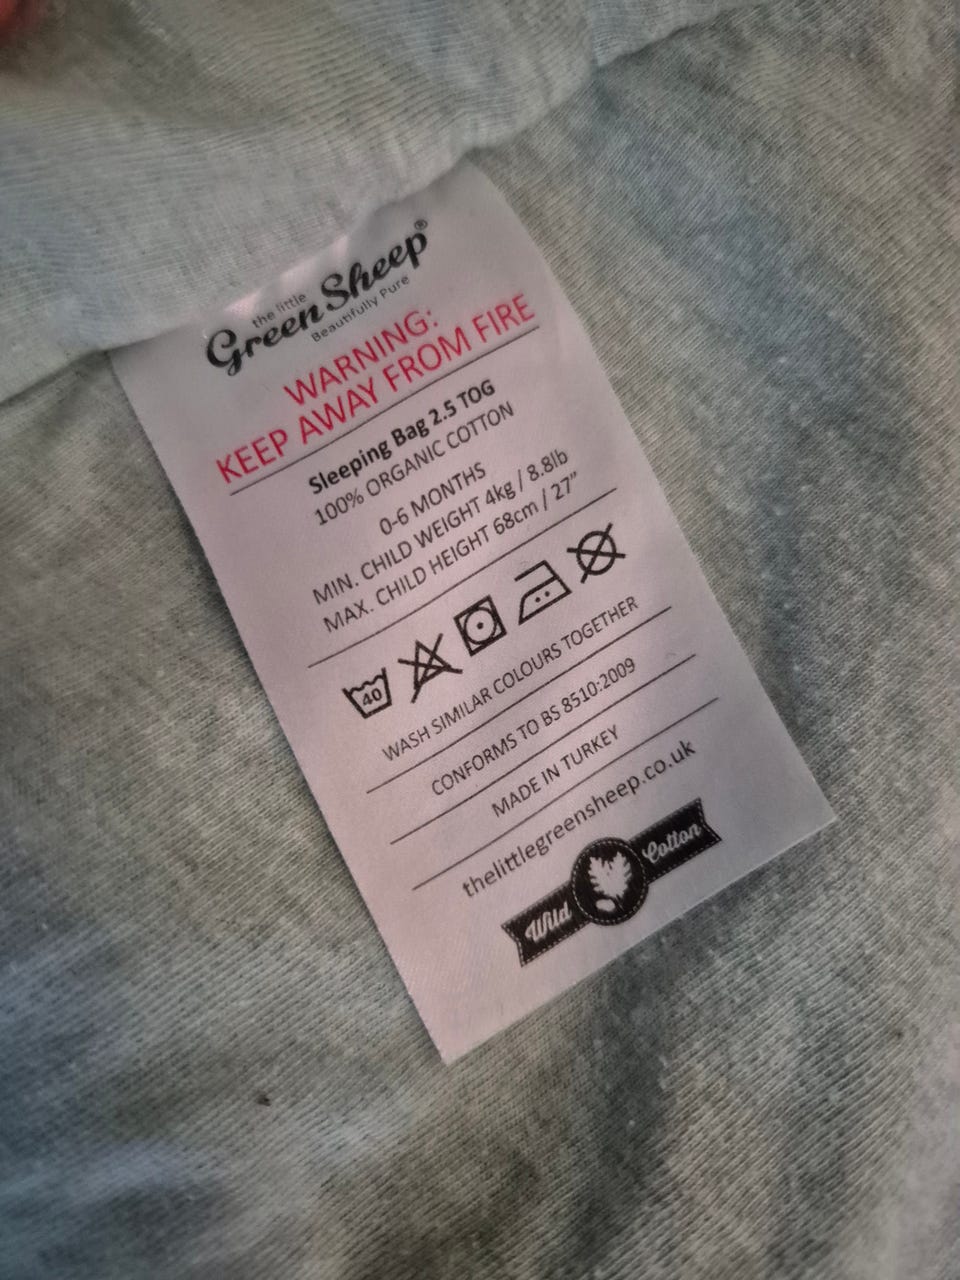 the little
Green Sheep®
Beautifully Pure
WARNING:
KEEP AWAY FROM FIRE
Sleeping Bag 2.5 TOG
100% ORGANIC COTTON
0-6 MONTHS
MIN. CHILD WEIGHT 4kg / 8.8lb
MAX. CHILD HEIGHT 68cm / 27"
40
WASH SIMILAR COLOURS TOGETHER
CONFORMS TO BS 8510:2009
MADE IN TURKEY
thelittlegreensheep.co.uk
Wild Cotton